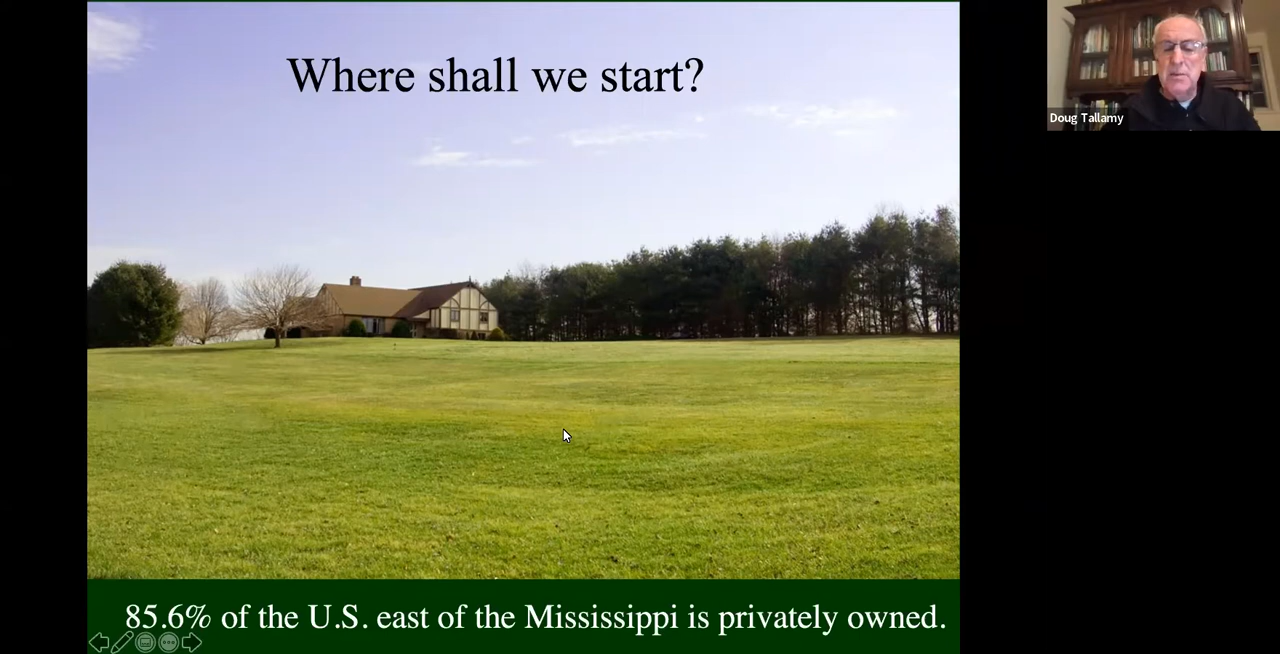 Where shall we start?
Doug Tallamy
85.6% of the U.S. east of the Mississippi is privately owned.